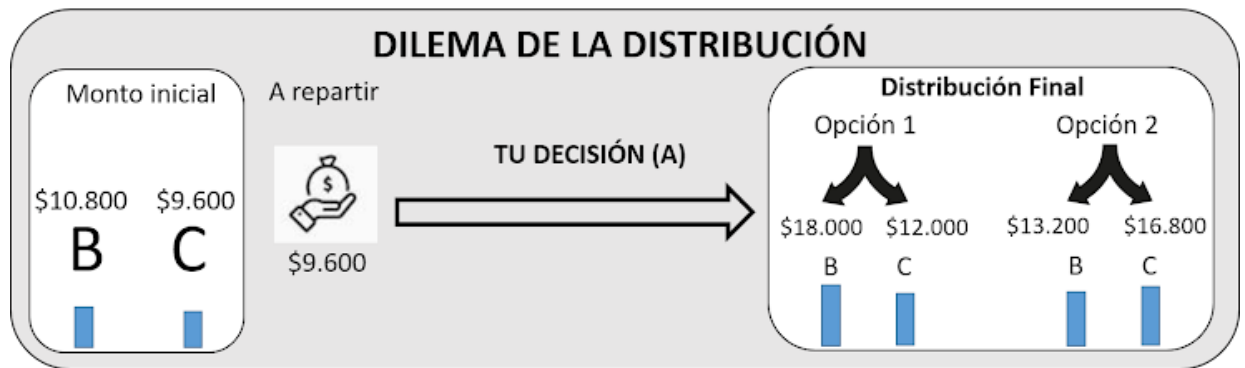 DILEMA DE LA DISTRIBUCIÓN
Monto inicial
$10.800 $9.600
B C
A repartir
$
$9.600
TU DECISIÓN (A)
Distribución Final
Opción 1 Opción 2
$18.000 $12.000 $13.200 $16.800
B C B C